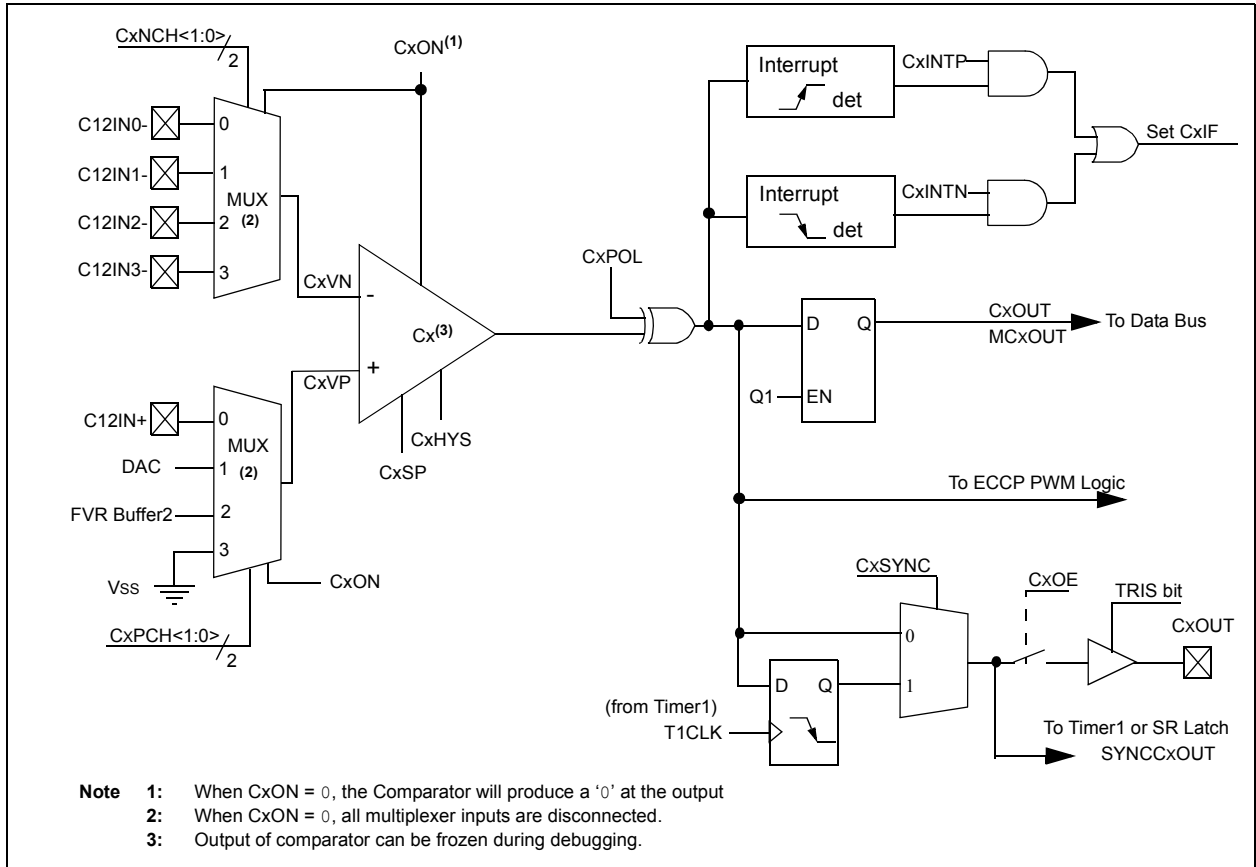 CxNCH<1:0>
2
CxON(1)
Interrupt
det
CxINTP
C12IN0-
0
C12IN1-
1
MUX
(2)
C12IN2-
2
C12IN3-
3
Set CxIF
Interrupt
det
CxINTN
CxPOL
CxVN
-
Cx(3)
+
CxVP
D
Q
EN
Q1
CxOUT
MCxOUT
To Data Bus
C12IN+
0
MUX
(2)
DAC
1
FVR Buffer2
2
3
Vss
CxON
CxPCH<1:0>
2
CxHYS
CxSP
To ECCP PWM Logic
CxSYNC
CxOE
TRIS bit
CxOUT
0
1
D
Q
(from Timer1)
T1CLK
To Timer1 or SR Latch
SYNCCxOUT
Note 1: When CxON = 0, the Comparator will produce a ‘0’ at the output
2: When CxON = 0, all multiplexer inputs are disconnected.
3: Output of comparator can be frozen during debugging.